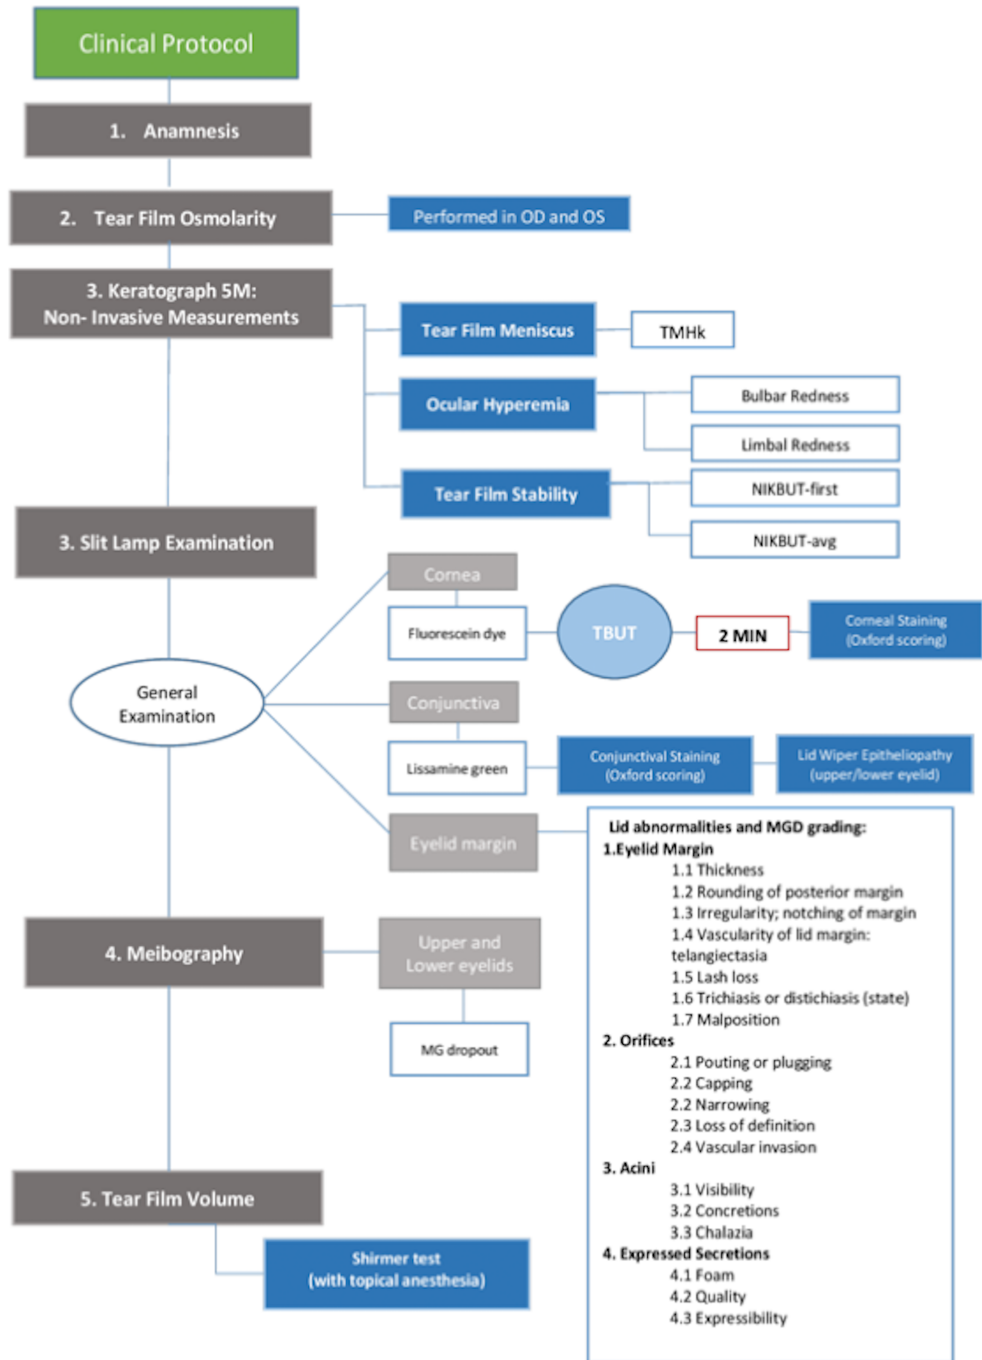 Clinical Protocol
1. Anamnesis
2. Tear Film Osmolarity
Performed in OD and OS
3. Keratograph 5M:
Non- Invasive Measurements
Tear Film Meniscus
TMHk
Ocular Hyperemia
Bulbar Redness
Limbal Redness
Tear Film Stability
NIKBUT-first
NIKBUT-avg
3. Slit Lamp Examination
General
Examination
Cornea
Fluorescein dye
TBUT
2 MIN
Corneal Staining
(Oxford scoring)
Conjunctiva
Lissamine green
Conjunctival Staining
(Oxford scoring)
Lid Wiper Epitheliopathy
(upper/lower eyelid)
Eyelid margin
Lid abnormalities and MGD grading:
1.Eyelid Margin
1.1 Thickness
1.2 Rounding of posterior margin
1.3 Irregularity; notching of margin
1.4 Vascularity of lid margin:
telangiectasia
1.5 Lash loss
1.6 Trichiasis or distichiasis (state)
1.7 Malposition
2. Orifices
2.1 Pouting or plugging
2.2 Capping
2.2 Narrowing
2.3 Loss of definition
2.4 Vascular invasion
3. Acini
3.1 Visibility
3.2 Concretions
3.3 Chalazia
4. Expressed Secretions
4.1 Foam
4.2 Quality
4.3 Expressibility
4. Meibography
Upper and
Lower eyelids
MG dropout
5. Tear Film Volume
Shirmer test
(with topical anesthesia)